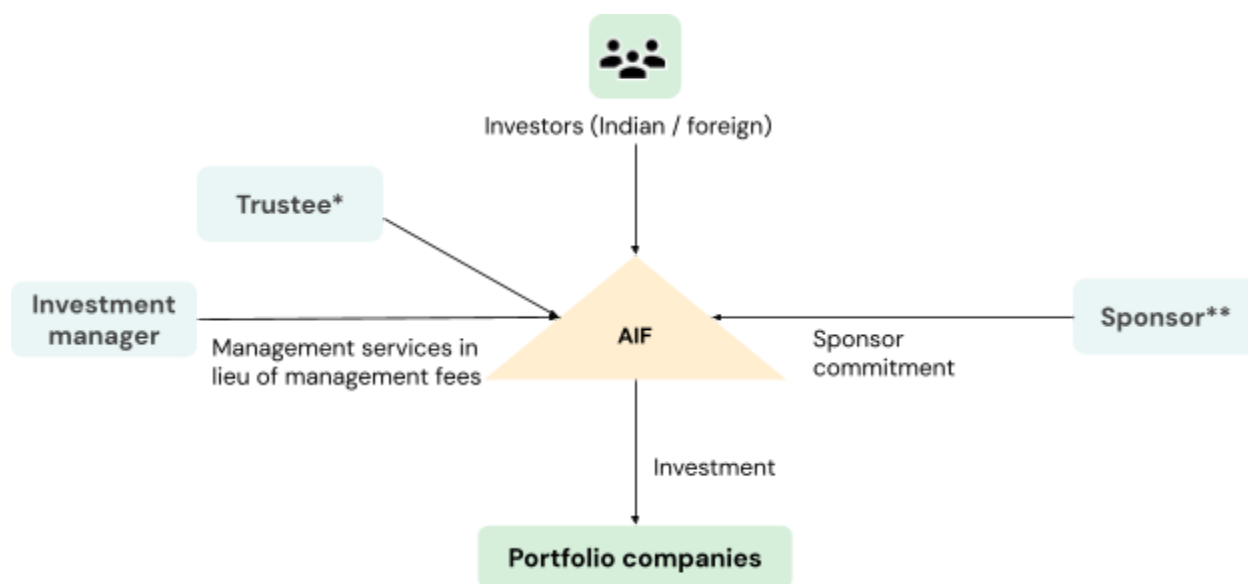 Investors (Indian / foreign)
Trustee*
Investment
manager
Management services in
lieu of management fees
AIF
Sponsor**
Sponsor
commitment
Investment
Portfolio companies